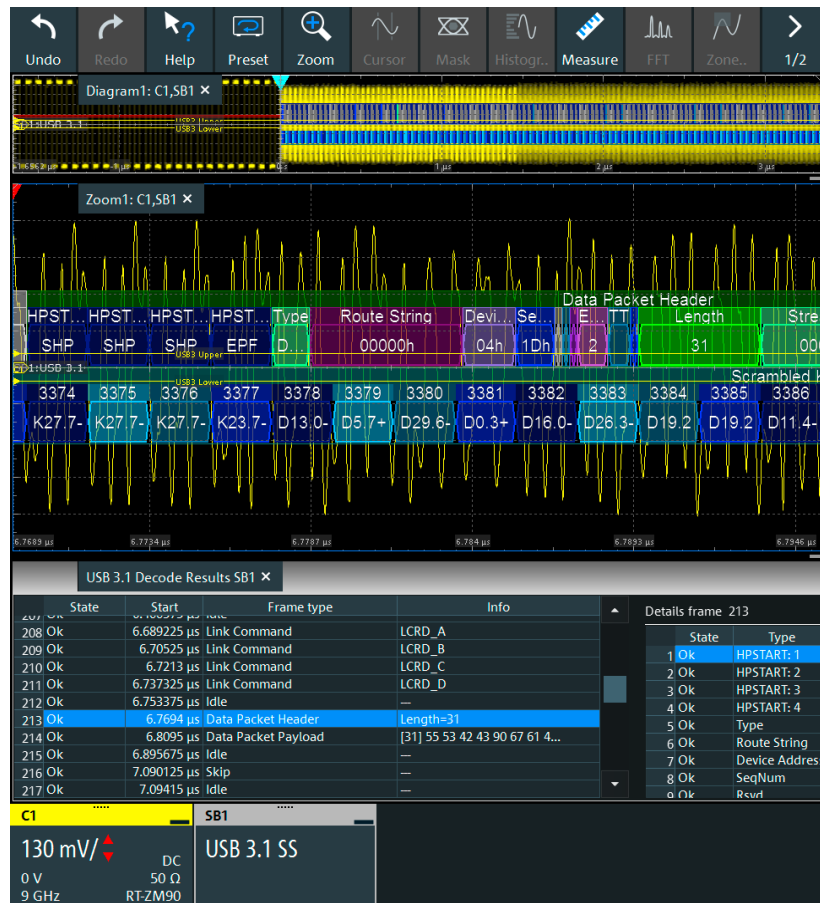 Undo Redo Help Preset Zoom Cursor Mask Histogr.. Measure FFT Zone.. 1/2
Diagram1: C1,SB1 ×
USB3 Upper
USB3 Lower
-1 µs 1 µs 2 µs 3 µs
Zoom1: C1,SB1 ×
Data Packet Header
HPST... HPST... HPST... HPST... Type Route String Devi... Se... E... TT Length Stre
SHP SHP SHP EPF D... 00000h 04h 1Dh 2 31 000
USB3 Upper
USB3 Lower
3374 3375 3376 3377 3378 3379 3380 3381 3382 3383 3384 3385 3386
K27.7- K27.7- K27.7- K23.7- D13.0- D5.7+ D29.6- D0.3+ D16.0- D26.3- D19.2 D19.2 D11.4-
6.7689 µs 6.7734 µs 6.7787 µs 6.784 µs 6.7893 µs 6.7946 µs
USB 3.1 Decode Results SB1 ×
State Start Frame type Info
208 Ok 6.689225 µs Link Command LCRD_A
209 Ok 6.70525 µs Link Command LCRD_B
210 Ok 6.7213 µs Link Command LCRD_C
211 Ok 6.737325 µs Link Command LCRD_D
212 Ok 6.753375 µs Idle ---
213 Ok 6.7694 µs Data Packet Header Length=31
214 Ok 6.8095 µs Data Packet Payload [31] 55 53 42 43 90 67 61 4...
215 Ok 6.895675 µs Idle ---
216 Ok 7.090125 µs Skip ---
217 Ok 7.09415 µs Idle ---
Details frame 213
State Type
1 Ok HPSTART: 1
2 Ok HPSTART: 2
3 Ok HPSTART: 3
4 Ok HPSTART: 4
5 Ok Type
6 Ok Route String
7 Ok Device Addres
8 Ok SeqNum
9 Ok Rsvd
C1
130 mV/
DC
0 V 50 Ω
9 GHz RT-ZM90
SB1
USB 3.1 SS